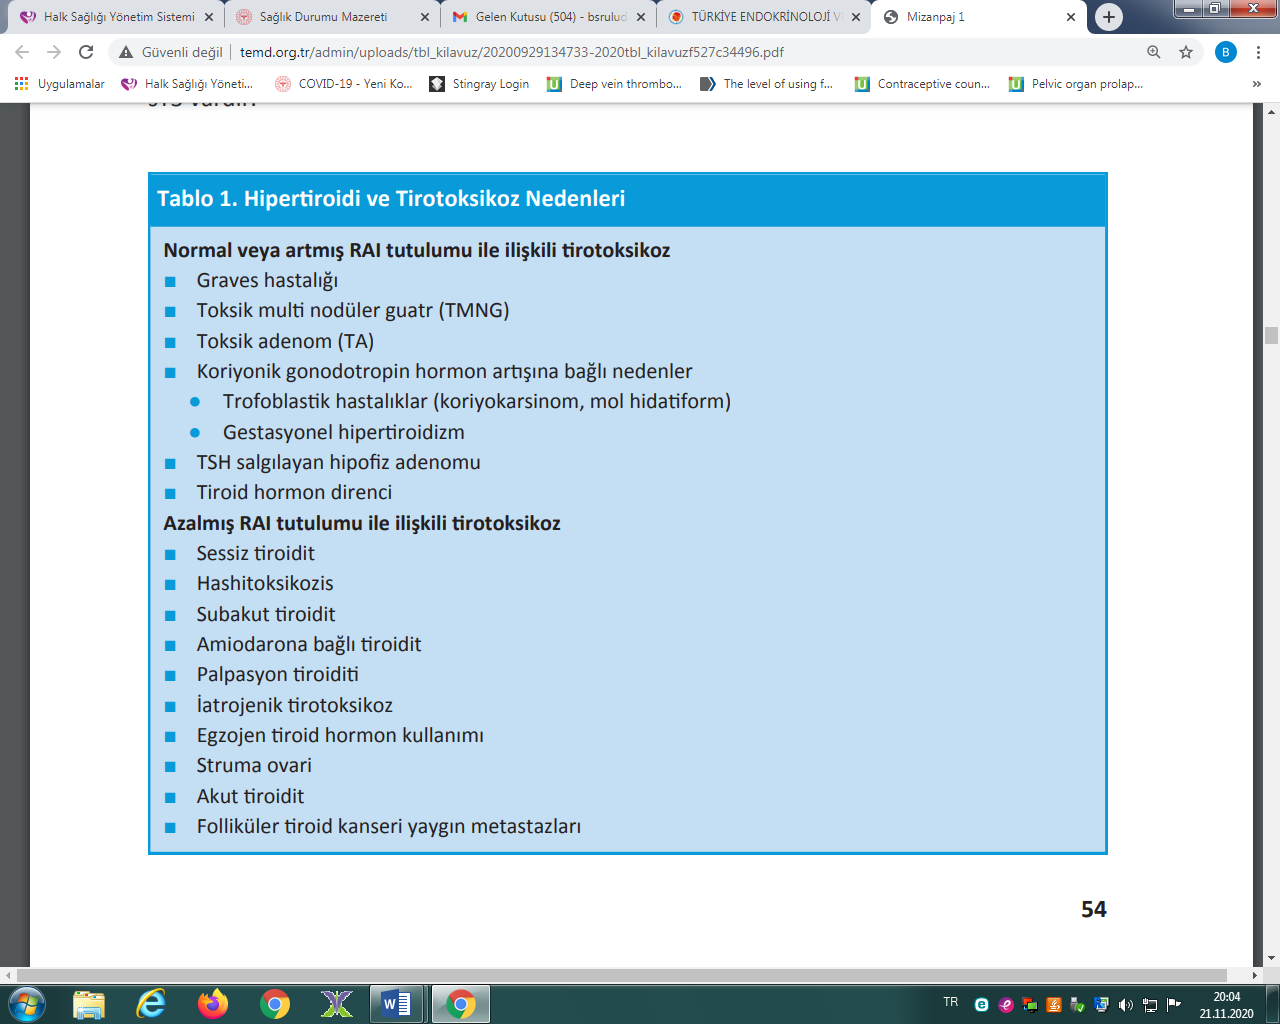 Halk Sağlığı Yönetim Sistemi
Sağlık Durumu Mazereti
Gelen Kutusu (504) - bsrulud
TÜRKİYE ENDOKRİNOLOJİ V
Mizanpaj 1
Güvenli değil
temd.org.tr/admin/uploads/tbl_kilavuz/20200929134733-2020tbl_kilavuzf527c34496.pdf
B
Uygulamalar
Halk Sağlığı Yöneti...
COVID-19 - Yeni Ko...
Stingray Login
Deep vein thrombo...
The level of using f...
Contraceptive coun...
Pelvic organ prolap...
»
Tablo 1. Hipertiroidi ve Tirotoksikoz Nedenleri
Normal veya artmış RAI tutulumu ile ilişkili tirotoksikoz
Graves hastalığı
Toksik multi nodüler guatr (TMNG)
Toksik adenom (TA)
Koriyonik gonodotropin hormon artışına bağlı nedenler
Trofoblastik hastalıklar (koriyokarsinom, mol hidatiform)
Gestasyonel hipertiroidizm
TSH salgılayan hipofiz adenomu
Tiroid hormon direnci
Azalmış RAI tutulumu ile ilişkili tirotoksikoz
Sessiz tiroidit
Hashitoksikozis
Subakut tiroidit
Amiodarona bağlı tiroidit
Palpasyon tiroiditi
İatrojenik tirotoksikoz
Egzojen tiroid hormon kullanımı
Struma ovari
Akut tiroidit
Folliküler tiroid kanseri yaygın metastazları
54
TR
20:04
21.11.2020